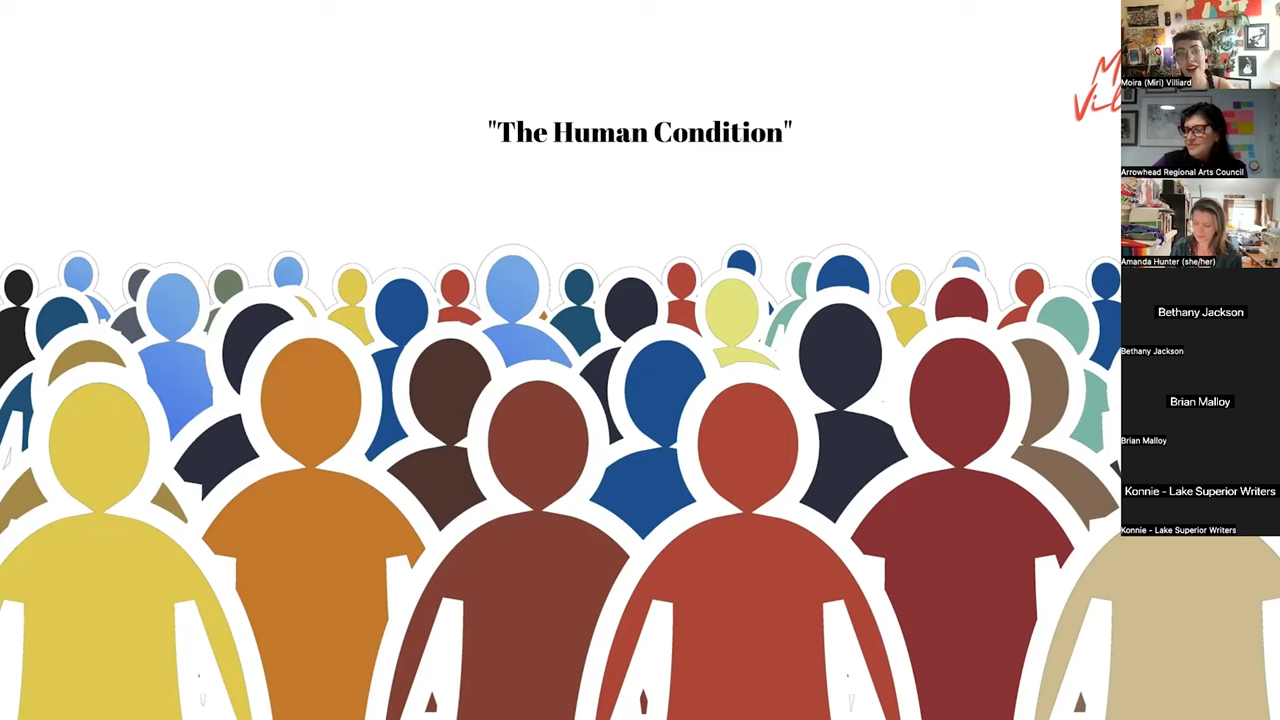 "The Human Condition"
M
Vil
Moira (Miri) Villiard
Arrowhead Regional Arts Council
Amanda Hunter (she/her)
Bethany Jackson
Bethany Jackson
Brian Malloy
Brian Malloy
Konnie - Lake Superior Writers
Konnie - Lake Superior Writers